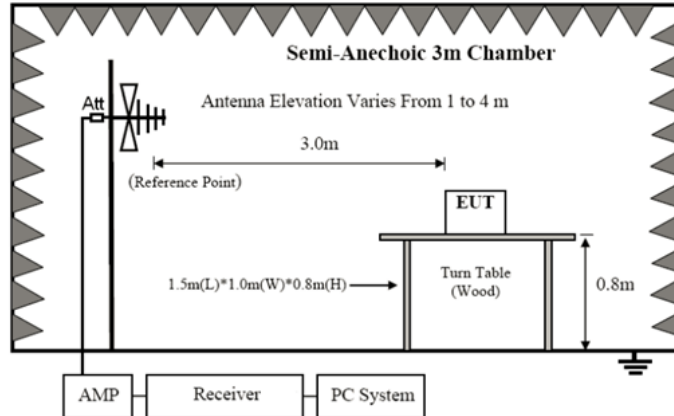 Semi-Anechoic 3m Chamber
Att
Antenna Elevation Varies From 1 to 4 m
3.0m
(Reference Point)
EUT
1.5m(L)*1.0m(W)*0.8m(H)
Turn Table
(Wood)
0.8m
AMP
Receiver
PC System